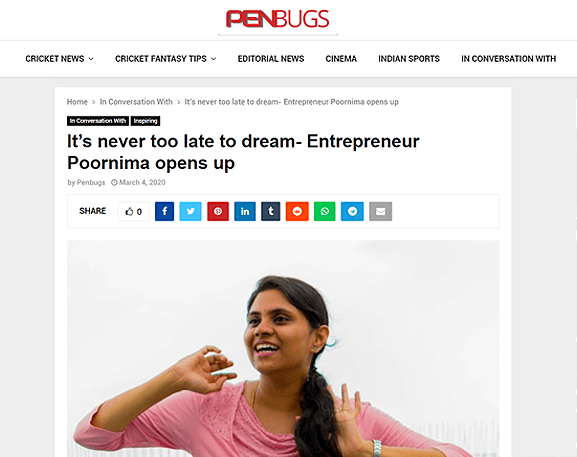 PENBUGS
CRICKET NEWS CRICKET FANTASY TIPS EDITORIAL NEWS CINEMA INDIAN SPORTS IN CONVERSATION WITH
Home > In Conversation With > It's never too late to dream- Entrepreneur Poornima opens up
In Conversation With Inspiring
It's never too late to dream- Entrepreneur
Poornima opens up
by Penbugs March 4, 2020
SHARE 0